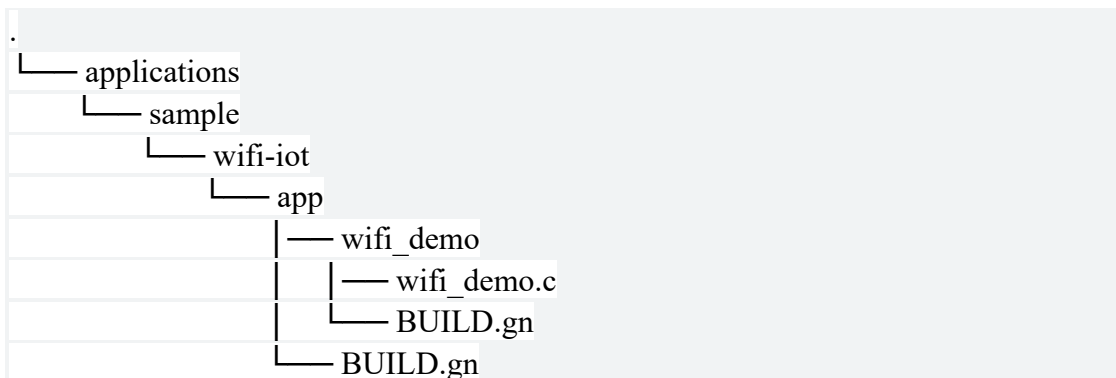 .
└── applications
└── sample
└── wifi-iot
└── app
│── wifi_demo
│ │── wifi_demo.c
│ └── BUILD.gn
└── BUILD.gn